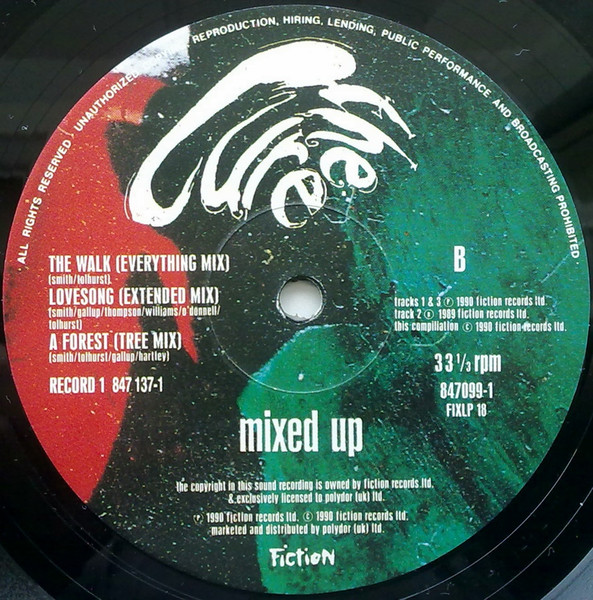 ALL RIGHTS RESERVED UNAUTHORIZED REPRODUCTION, HIRING, LENDING, PUBLIC PERFORMANCE AND BROADCASTING PROHIBITED.
the Cure
THE WALK (EVERYTHING MIX)
(smith/tolhurst).
LOVESONG (EXTENDED MIX)
(smith/gallup/thompson/williams/o'donnell/
tolhurst)
A FOREST (TREE MIX)
(smith/tolhurst/gallup/hartley)
RECORD 1 847 137-1
B
tracks 1 & 3 ℗ 1990 fiction records ltd.
track 2 ℗ 1989 fiction records ltd.
this compilation ℗ 1990 fiction records ltd.
33 1/3 rpm
847099-1
FIXLP 18
mixed up
the copyright in this sound recording is owned by fiction records ltd.
& exclusively licensed to polydor (uk) ltd.
℗ 1990 fiction records ltd. © 1990 fiction records ltd.
marketed and distributed by polydor (uk) ltd.
FICTION